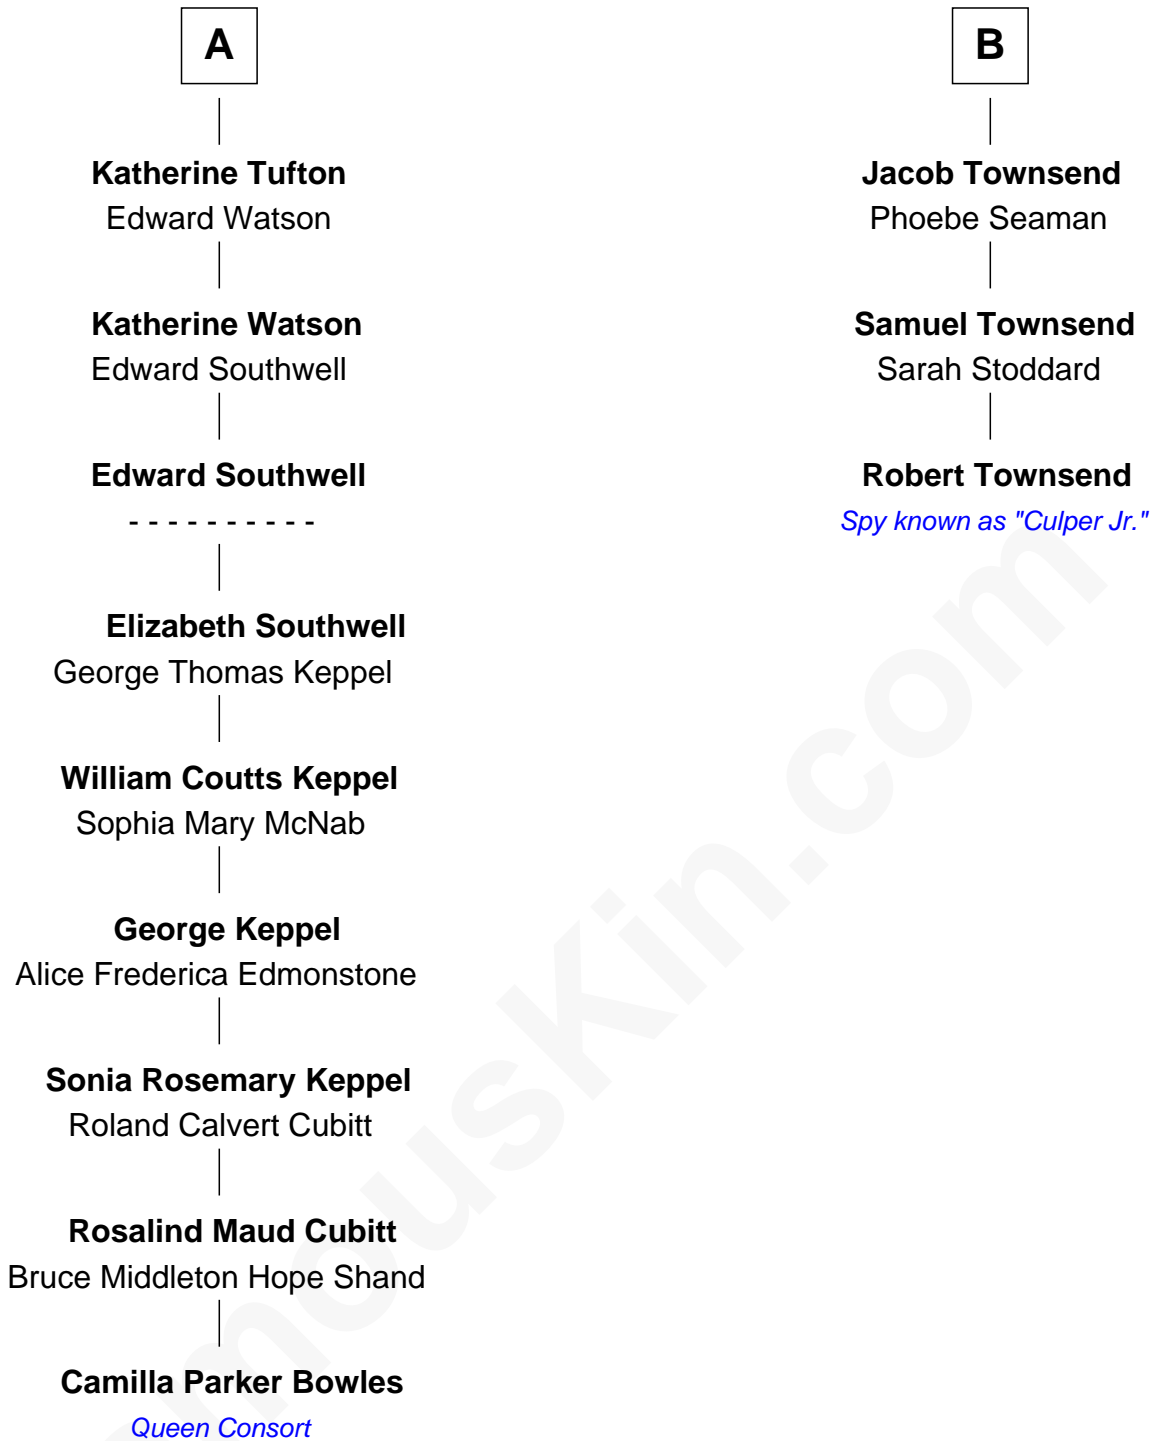 A
Katherine Tufton
Edward Watson
Katherine Watson
Edward Southwell
Edward Southwell
- - - - - - - - - -
Elizabeth Southwell
George Thomas Keppel
William Coutts Keppel
Sophia Mary McNab
George Keppel
Alice Frederica Edmonstone
Sonia Rosemary Keppel
Roland Calvert Cubitt
Rosalind Maud Cubitt
Bruce Middleton Hope Shand
Camilla Parker Bowles
Queen Consort
B
Jacob Townsend
Phoebe Seaman
Samuel Townsend
Sarah Stoddard
Robert Townsend
Spy known as "Culper Jr."
mousKin.com